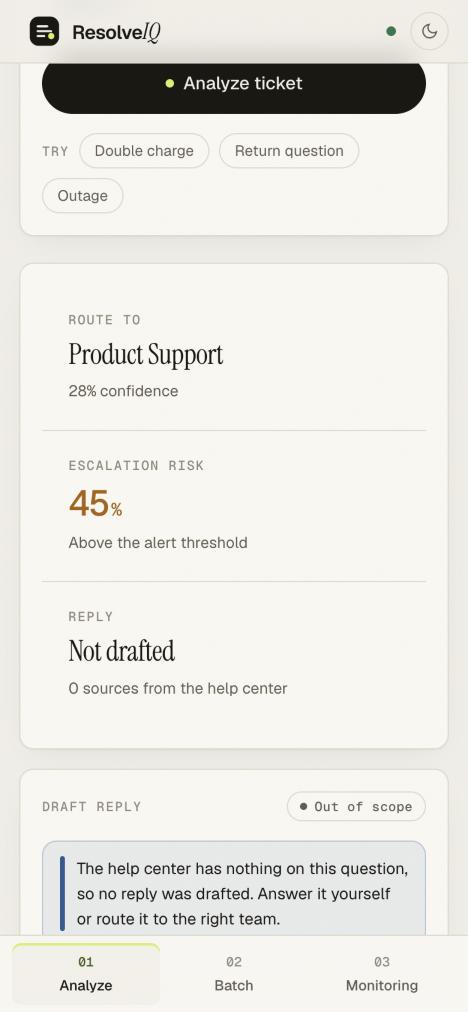 ResolveIQ
Analyze ticket
TRY Double charge Return question
Outage
ROUTE TO
Product Support
28% confidence
ESCALATION RISK
45%
Above the alert threshold
REPLY
Not drafted
0 sources from the help center
DRAFT REPLY Out of scope
The help center has nothing on this question,
so no reply was drafted. Answer it yourself
or route it to the right team.
01 02 03
Analyze Batch Monitoring